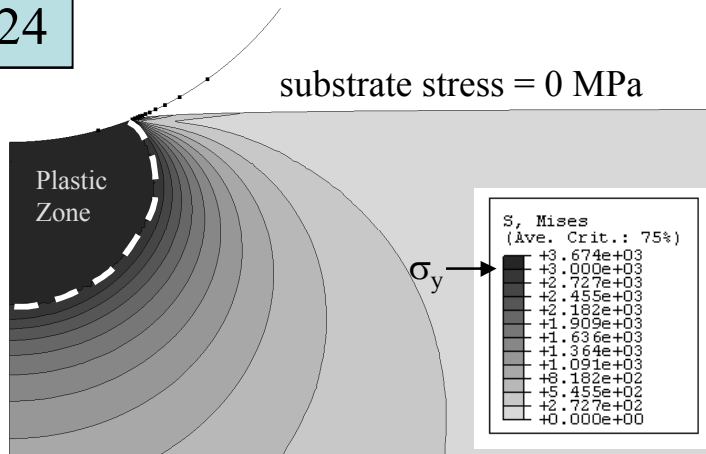 24
substrate stress = 0 MPa
Plastic
Zone
σy
S, Mises
(Ave. Crit.: 75%)
+3.674e+03
+3.000e+03
+2.727e+03
+2.455e+03
+2.182e+03
+1.909e+03
+1.636e+03
+1.364e+03
+1.091e+03
+8.182e+02
+5.455e+02
+2.727e+02
+0.000e+00